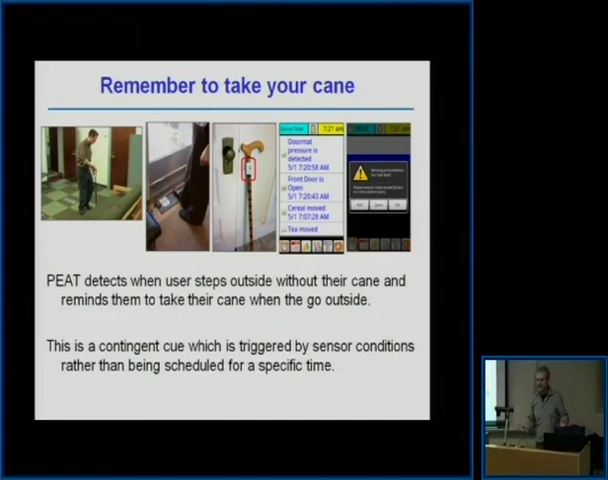 Remember to take your cane
7:21 am
7:21 am
Doormat
pressure is
detected
5/1 7:20:58 AM
Front Door is
Open
5/1 7:20:43 AM
Cereal moved
5/1 7:07:28 AM
Tea moved
PEAT detects when user steps outside without their cane and
reminds them to take their cane when the go outside.
This is a contingent cue which is triggered by sensor conditions
rather than being scheduled for a specific time.